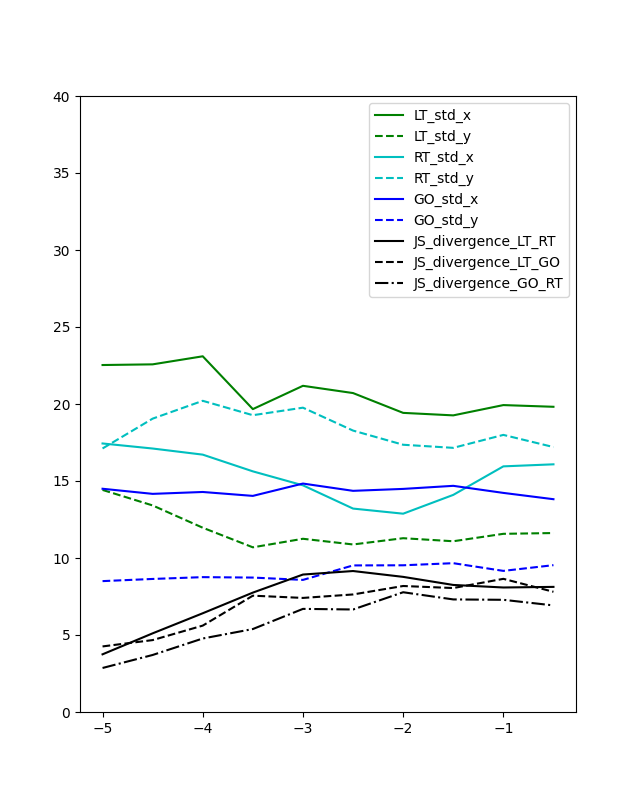 40
35
30
25
20
15
10
5
0
−5
−4
−3
−2
−1
LT_std_x
LT_std_y
RT_std_x
RT_std_y
GO_std_x
GO_std_y
JS_divergence_LT_RT
JS_divergence_LT_GO
JS_divergence_GO_RT